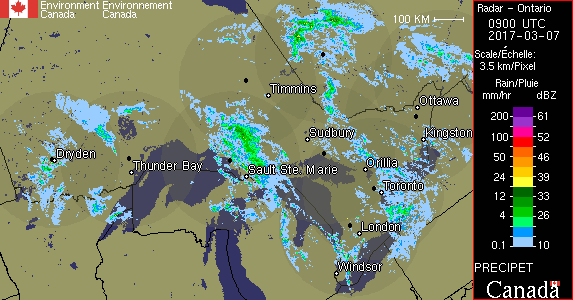 Environment Environnement
Canada Canada
100 KM
Timmins
Ottawa
Sudbury
Kingston
Dryden
Thunder Bay
Sault Ste. Marie
Orillia
Toronto
London
Windsor
Radar - Ontario
0900 UTC
2017-03-07
Scale/Échelle:
3.5 km/Pixel
Rain/Pluie
mm/hr dBZ
200 61
100 52
50 46
24 39
12 33
4 26
0.1 10
PRECIPET
Canada